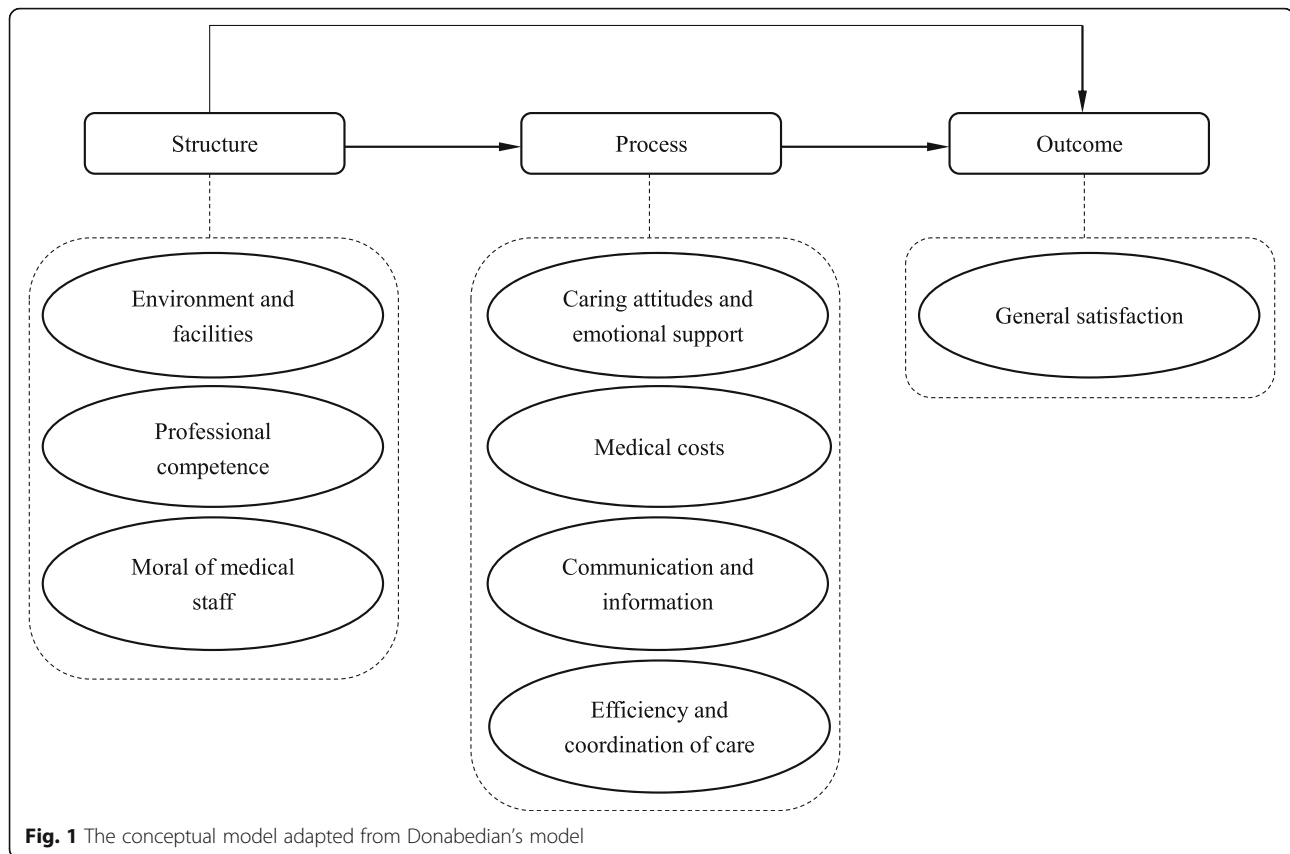 Structure
Process
Outcome
Environment and
facilities
Professional
competence
Moral of medical
staff
Caring attitudes and
emotional support
Medical costs
Communication and
information
Efficiency and
coordination of care
General satisfaction
Fig. 1 The conceptual model adapted from Donabedian’s model